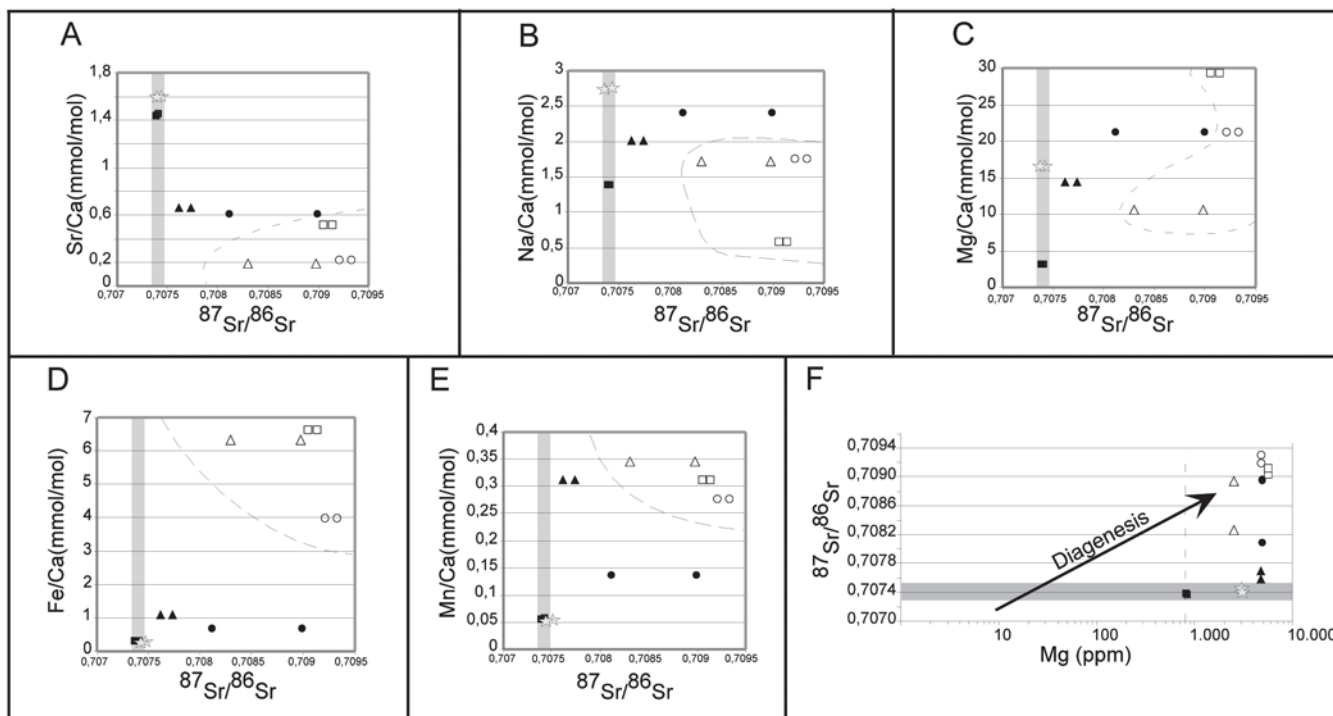 A
Sr/Ca(mmol/mol)
1,8
1,4
1
0,6
0,2
0
0,707 0,7075 0,708 0,7085 0,709 0,7095
87Sr/86Sr
B
Na/Ca(mmol/mol)
3
2,5
2
1,5
1
0,5
0
0,707 0,7075 0,708 0,7085 0,709 0,7095
87Sr/86Sr
C
Mg/Ca(mmol/mol)
30
25
20
15
10
5
0
0,707 0,7075 0,708 0,7085 0,709 0,7095
87Sr/86Sr
D
Fe/Ca(mmol/mol)
7
6
5
4
3
2
1
0
0,707 0,7075 0,708 0,7085 0,709 0,7095
87Sr/86Sr
E
Mn/Ca(mmol/mol)
0,4
0,35
0,3
0,25
0,2
0,15
0,1
0,05
0
0,707 0,7075 0,708 0,7085 0,709 0,7095
87Sr/86Sr
F
87Sr/86Sr
0,7094
0,7090
0,7086
0,7082
0,7078
0,7074
0,7070
Diagenesis
10 100 1.000 10.000
Mg (ppm)